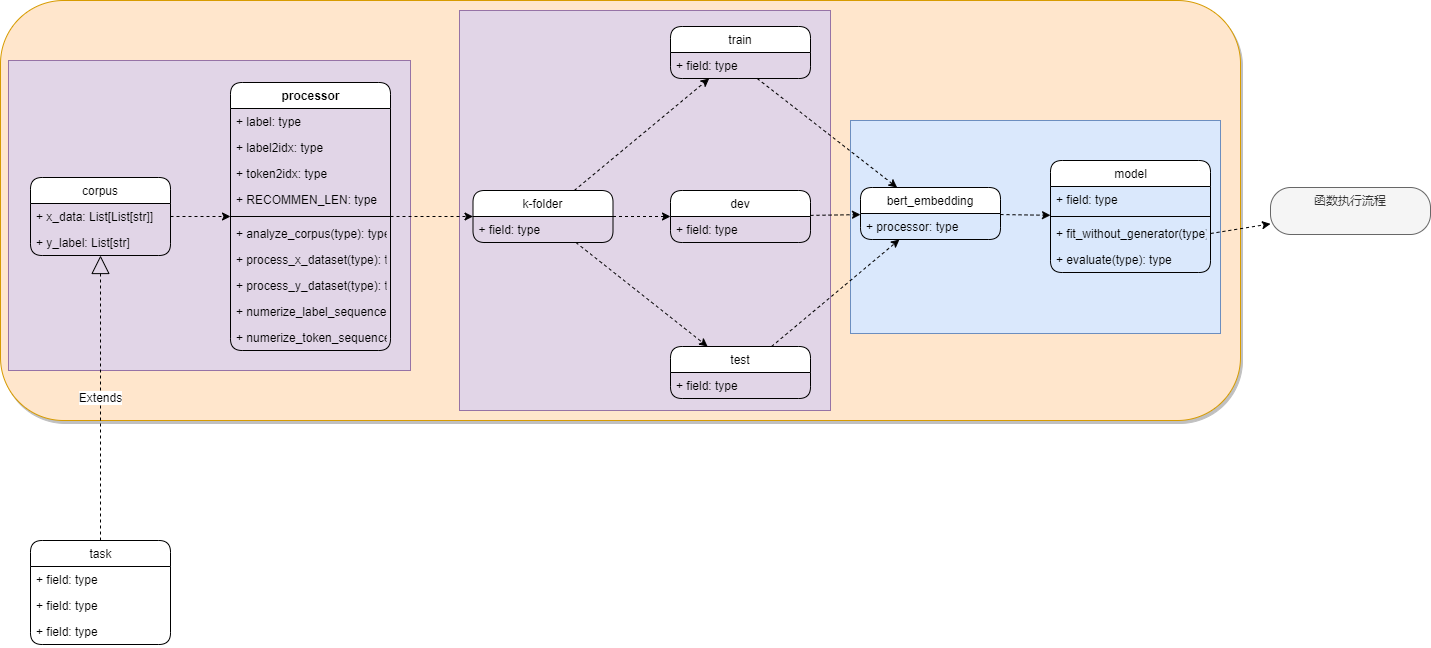 corpus
+ x_data: List[List[str]]
+ y_label: List[str]
processor
+ label: type
+ label2idx: type
+ token2idx: type
+ RECOMMEN_LEN: type
+ analyze_corpus(type): type
+ process_x_dataset(type): t
+ process_y_dataset(type): t
+ numerize_label_sequence
+ numerize_token_sequence
k-folder
+ field: type
train
+ field: type
dev
+ field: type
test
+ field: type
bert_embedding
+ processor: type
model
+ field: type
+ fit_without_generator(type)
+ evaluate(type): type
函数执行流程
Extends
task
+ field: type
+ field: type
+ field: type